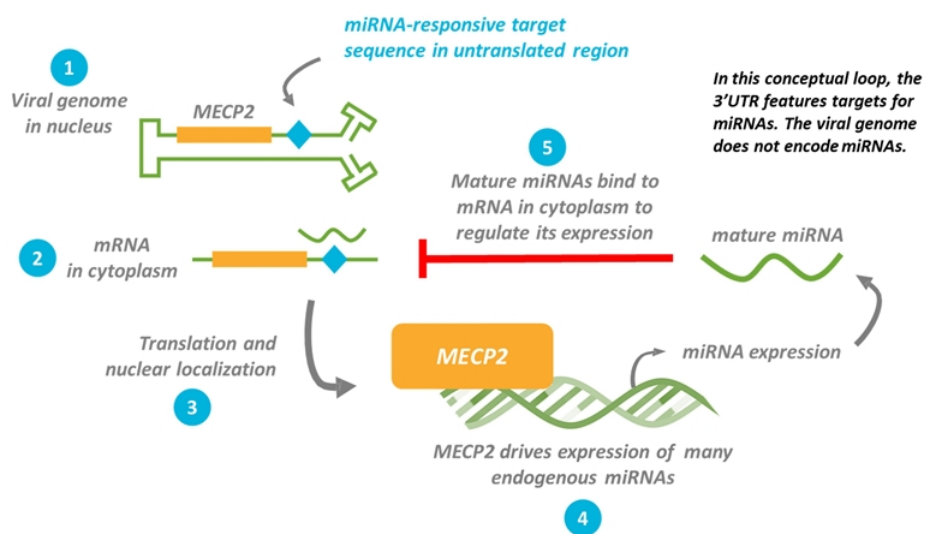 miRNA-responsive target
sequence in untranslated region
1
Viral genome
in nucleus
MECP2
In this conceptual loop, the
3’UTR features targets for
miRNAs. The viral genome
does not encode miRNAs.
5
Mature miRNAs bind to
mRNA in cytoplasm to
regulate its expression
2
mRNA
in cytoplasm
mature miRNA
Translation and
nuclear localization
3
MECP2
miRNA expression
MECP2 drives expression of many
endogenous miRNAs
4